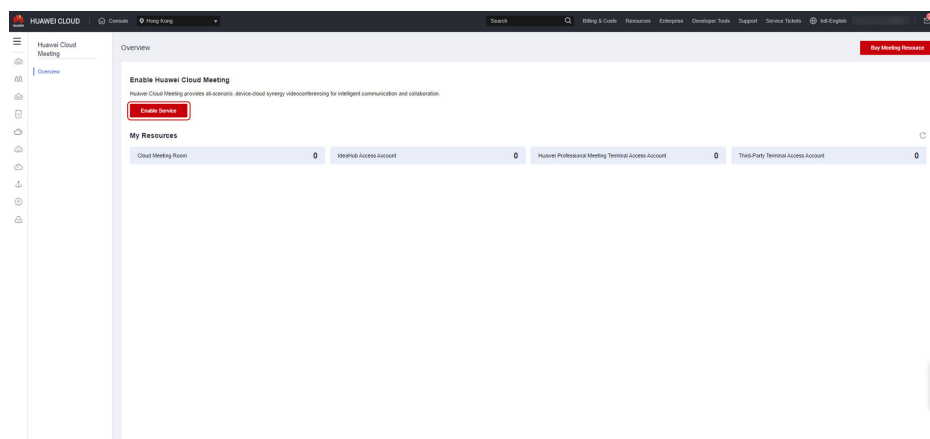 HUAWEI CLOUD Console Hong Kong Search Billing & Costs Resources Enterprise Developer Tools Support Service Tickets Intl-English
Huawei Cloud
Meeting
Overview
Overview
Buy Meeting Resource
Enable Huawei Cloud Meeting
Huawei Cloud Meeting provides all-scenario, device-cloud synergy videoconferencing for intelligent communication and collaboration.
Enable Service
My Resources
Cloud Meeting Room 0
IdeaHub Access Account 0
Huawei Professional Meeting Terminal Access Account 0
Third-Party Terminal Access Account 0